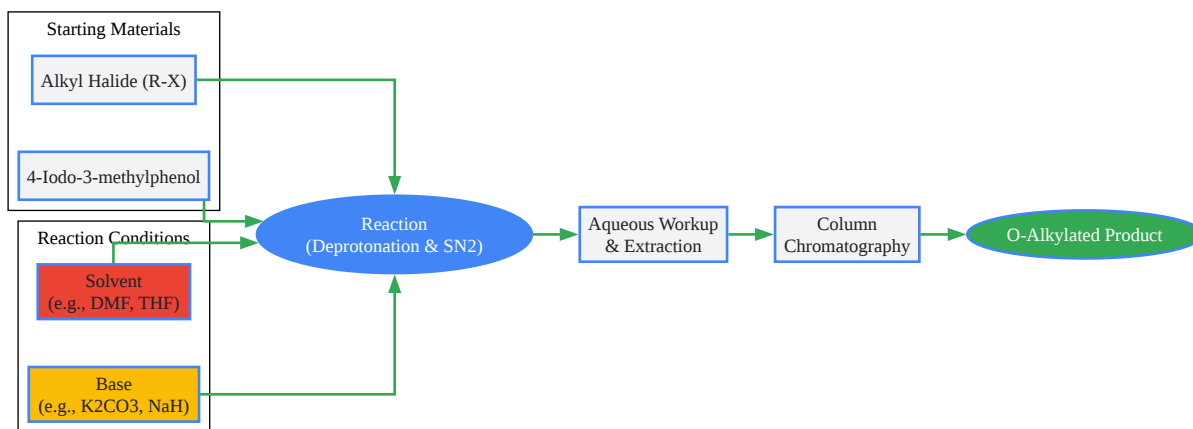 Starting Materials
Alkyl Halide (R-X)
4-Iodo-3-methylphenol
Reaction Conditions
Solvent
(e.g., DMF, THF)
Base
(e.g., K2CO3, NaH)
Reaction
(Deprotonation & SN2)
Aqueous Workup
& Extraction
Column
Chromatography
O-Alkylated Product